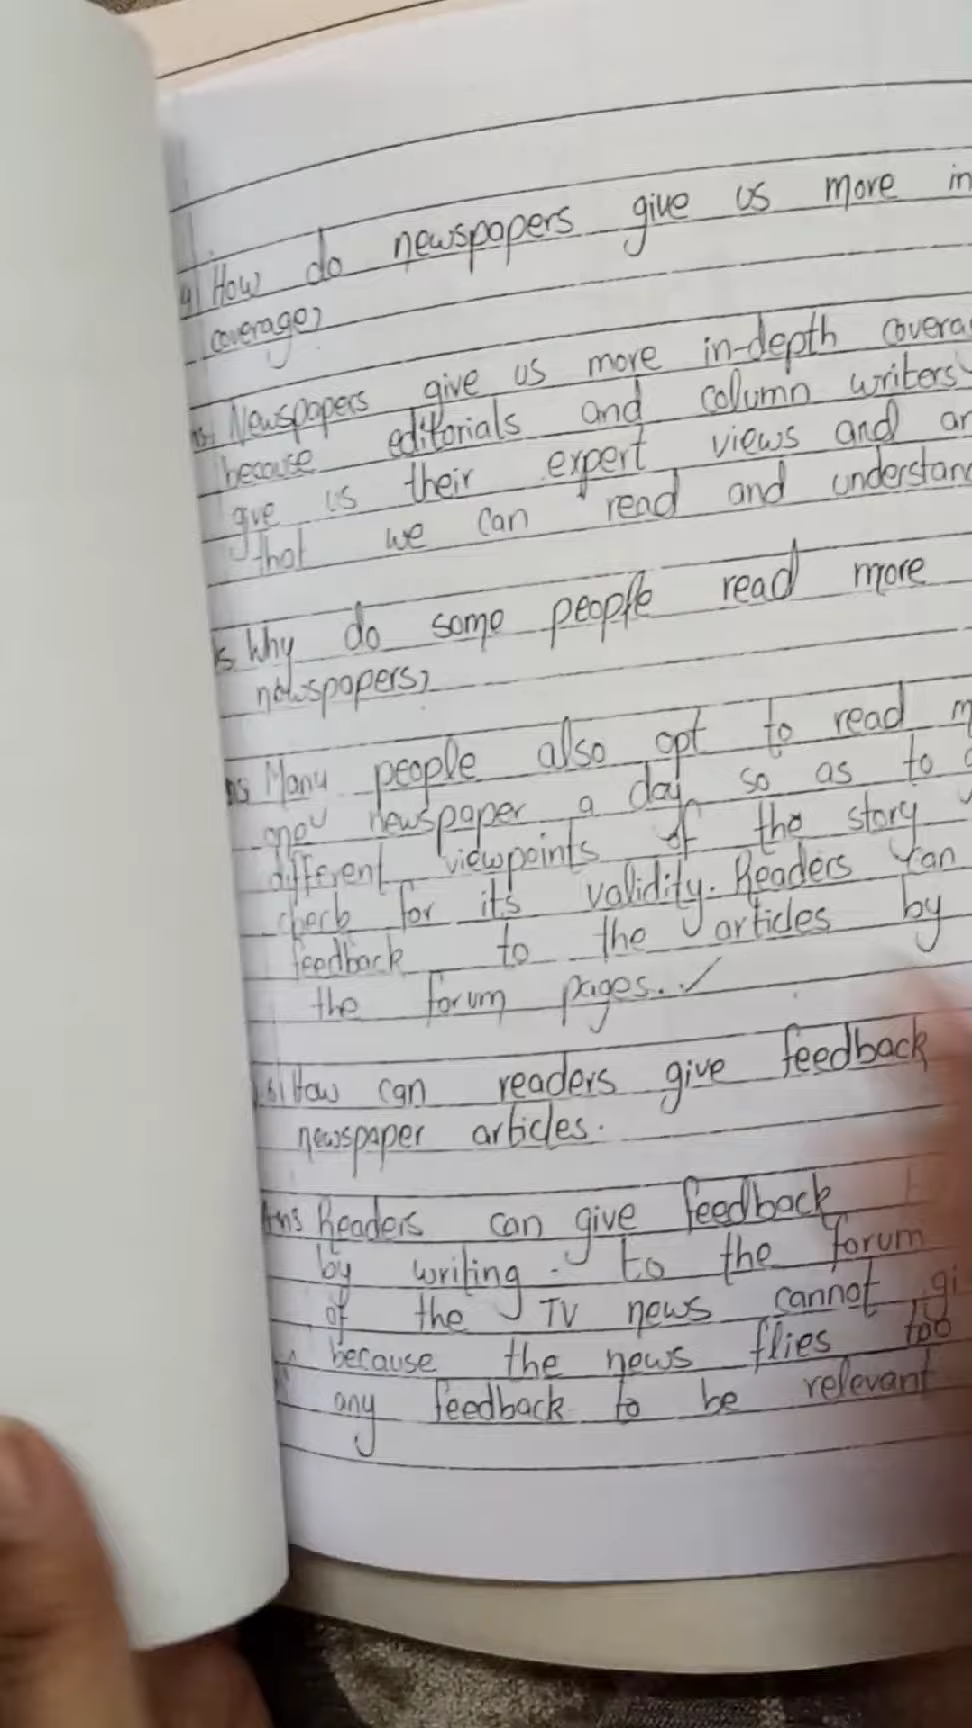 4) How do newspapers give us more in
coverage?
ns. Newspapers give us more in-depth covera
because editorials and column writers
give us their expert views and an
that we can read and understan
5 Why do some people read more
newspapers?
ns Many people also opt to read m
one newspaper a day so as to
different viewpoints of the story
check for its validity. Readers can
feedback to the articles by
the forum pages.
6) How can readers give feedback
newspaper articles.
Ans Readers can give feedback
by writing to the forum
of the TV news cannot gi
because the news flies too
any feedback to be relevant